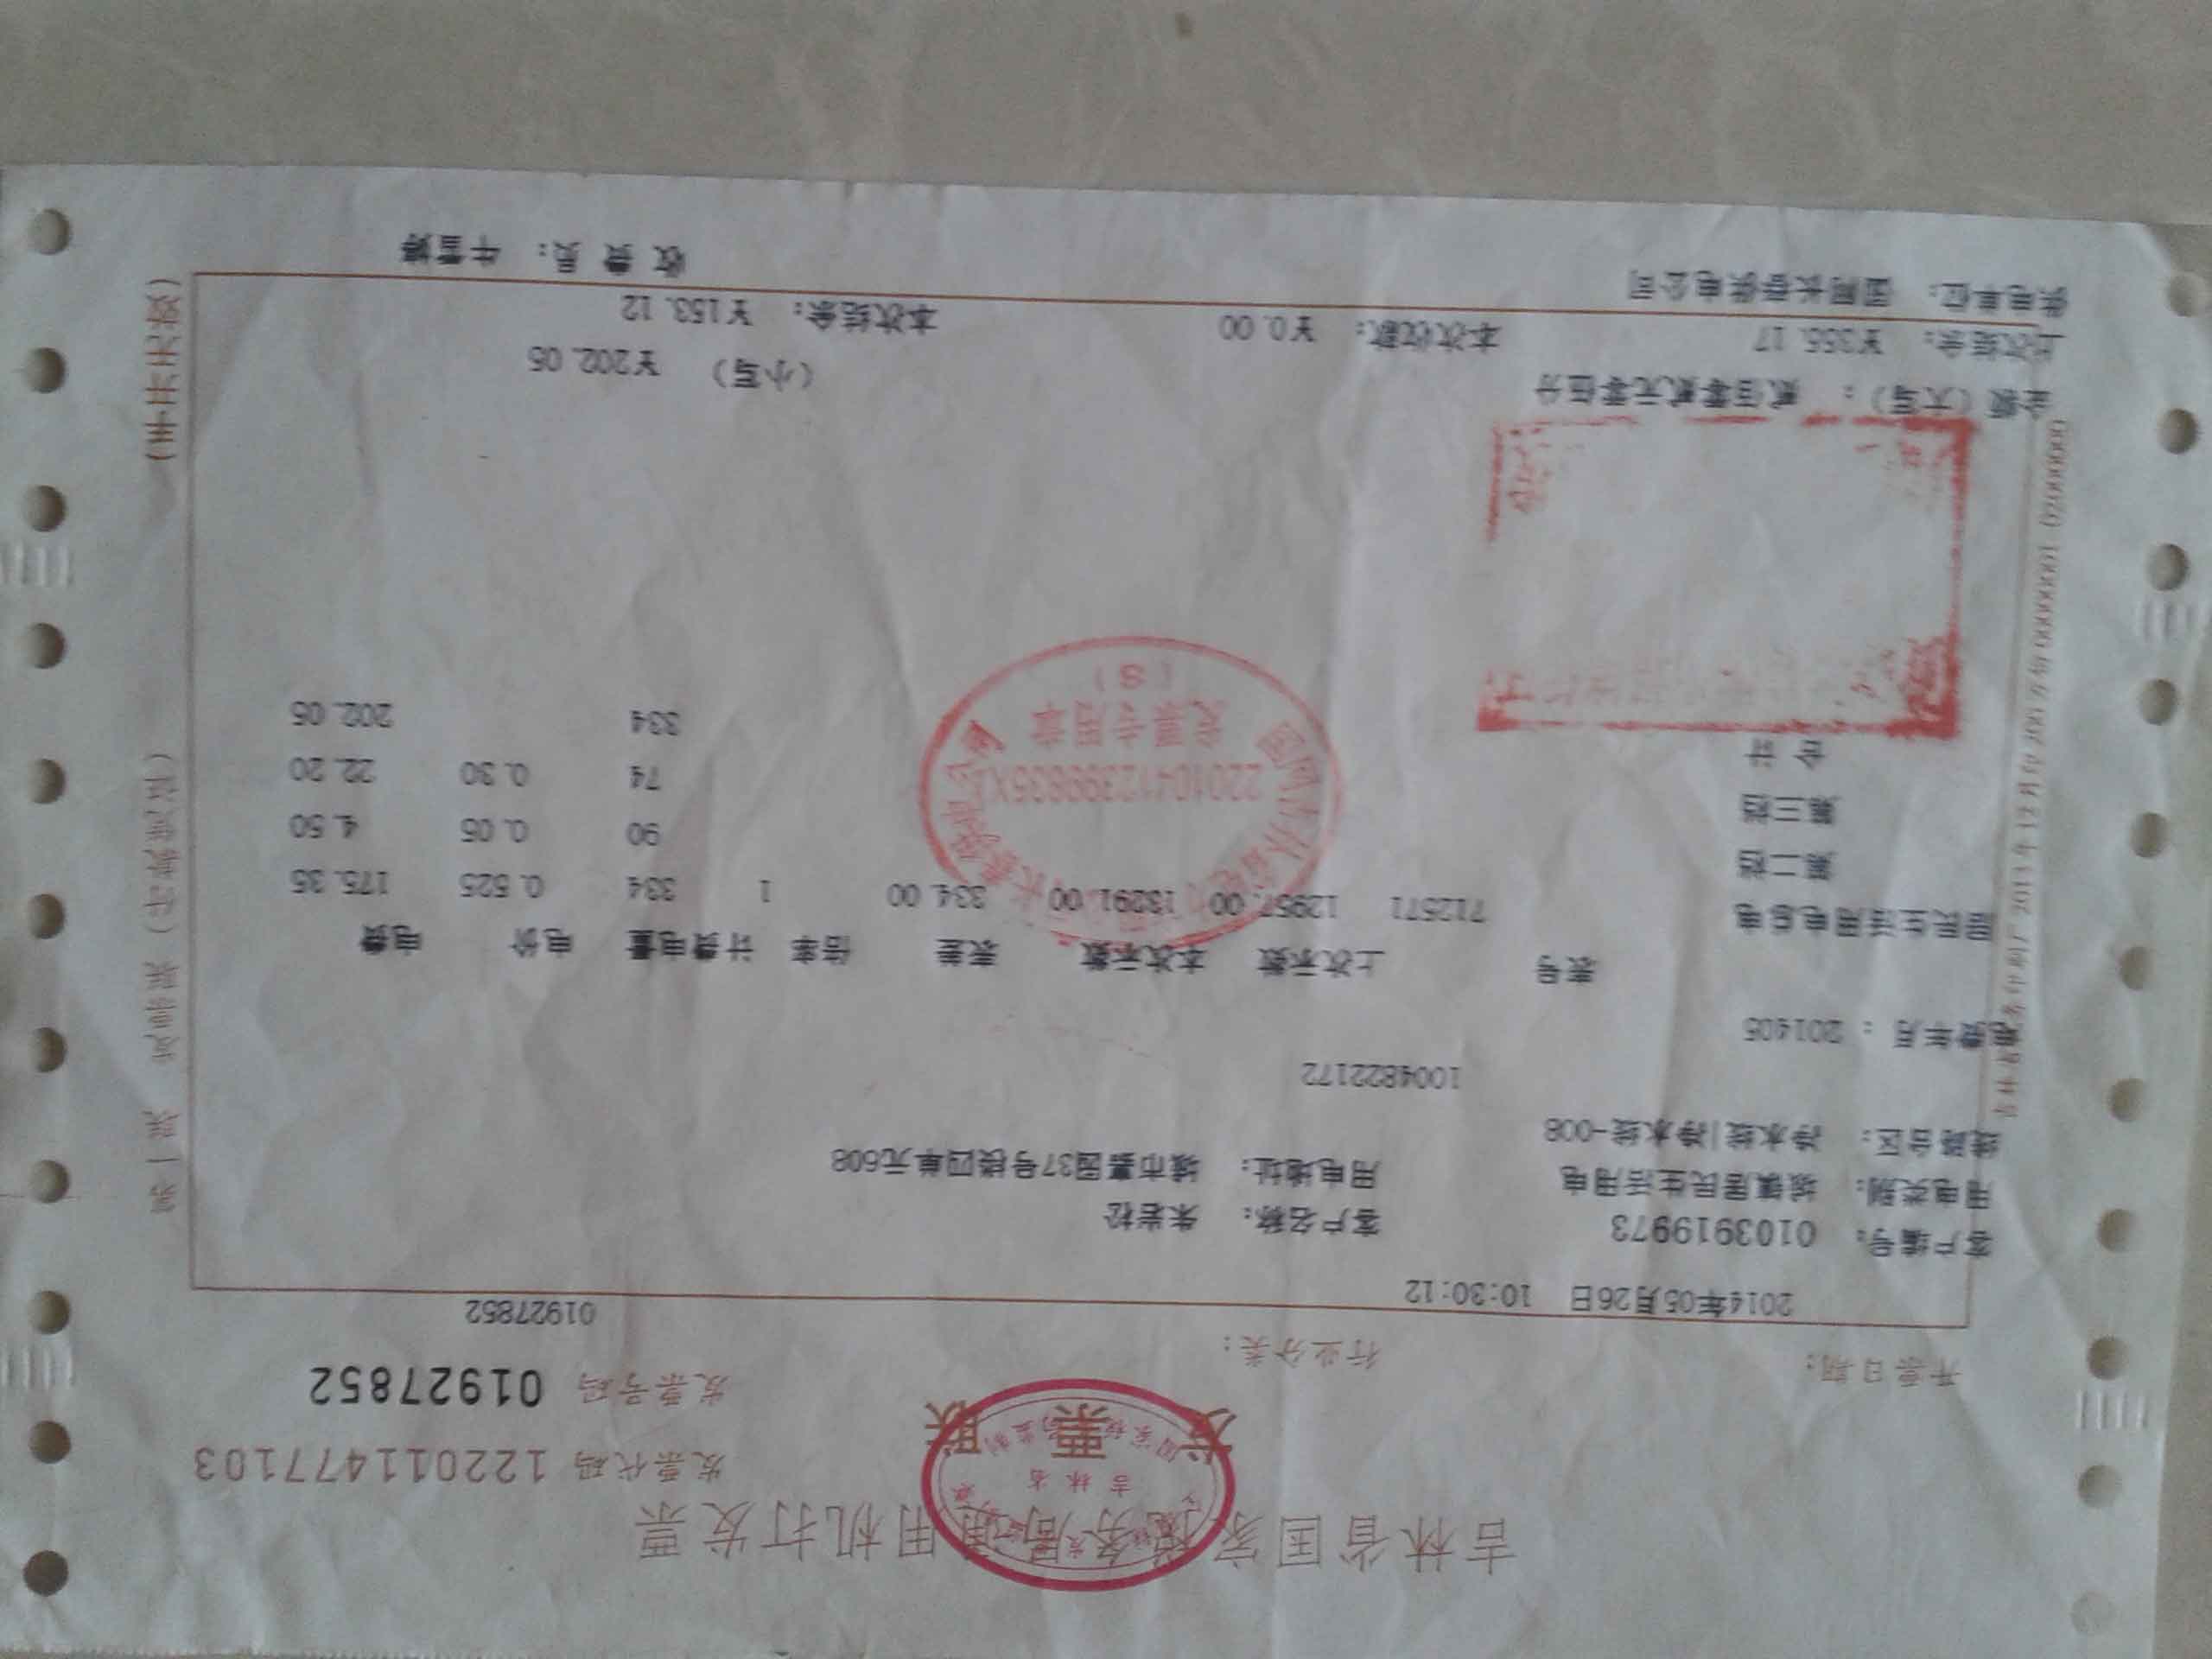 吉林省国家税务局通用机打发票
发票联
发票代码 122011477103
发票号码 01927852
开票日期：
行业分类：
01927852
2014年05月26日 10:30:12
客户编号： 0103919973 客户名称： 朱岩松
用电类别： 城镇居民生活用电 用电地址： 城市嘉园37号楼四单元608
线路台区： 净水线|净水线-008
1004822172
电费年月： 201405
表号 上次示数 本次示数 表差 倍率 计费电量 电价 电费
居民生活用电总电 712571 12957.00 13291.00 334.00 1 334 0.525 175.35
第二档 90 0.05 4.50
第三档 74 0.30 22.20
合计 334 202.05
22010412399835X
发票专用章
(S)
金额（大写）： 贰佰零贰元零伍分 （小写） ￥202.05
上次结余： ￥355.17 本次收款： ￥0.00 本次结余： ￥153.12
供电单位： 国网长春供电公司 收费员： 牛雪婷
第一联 发票联（
（手开无效）